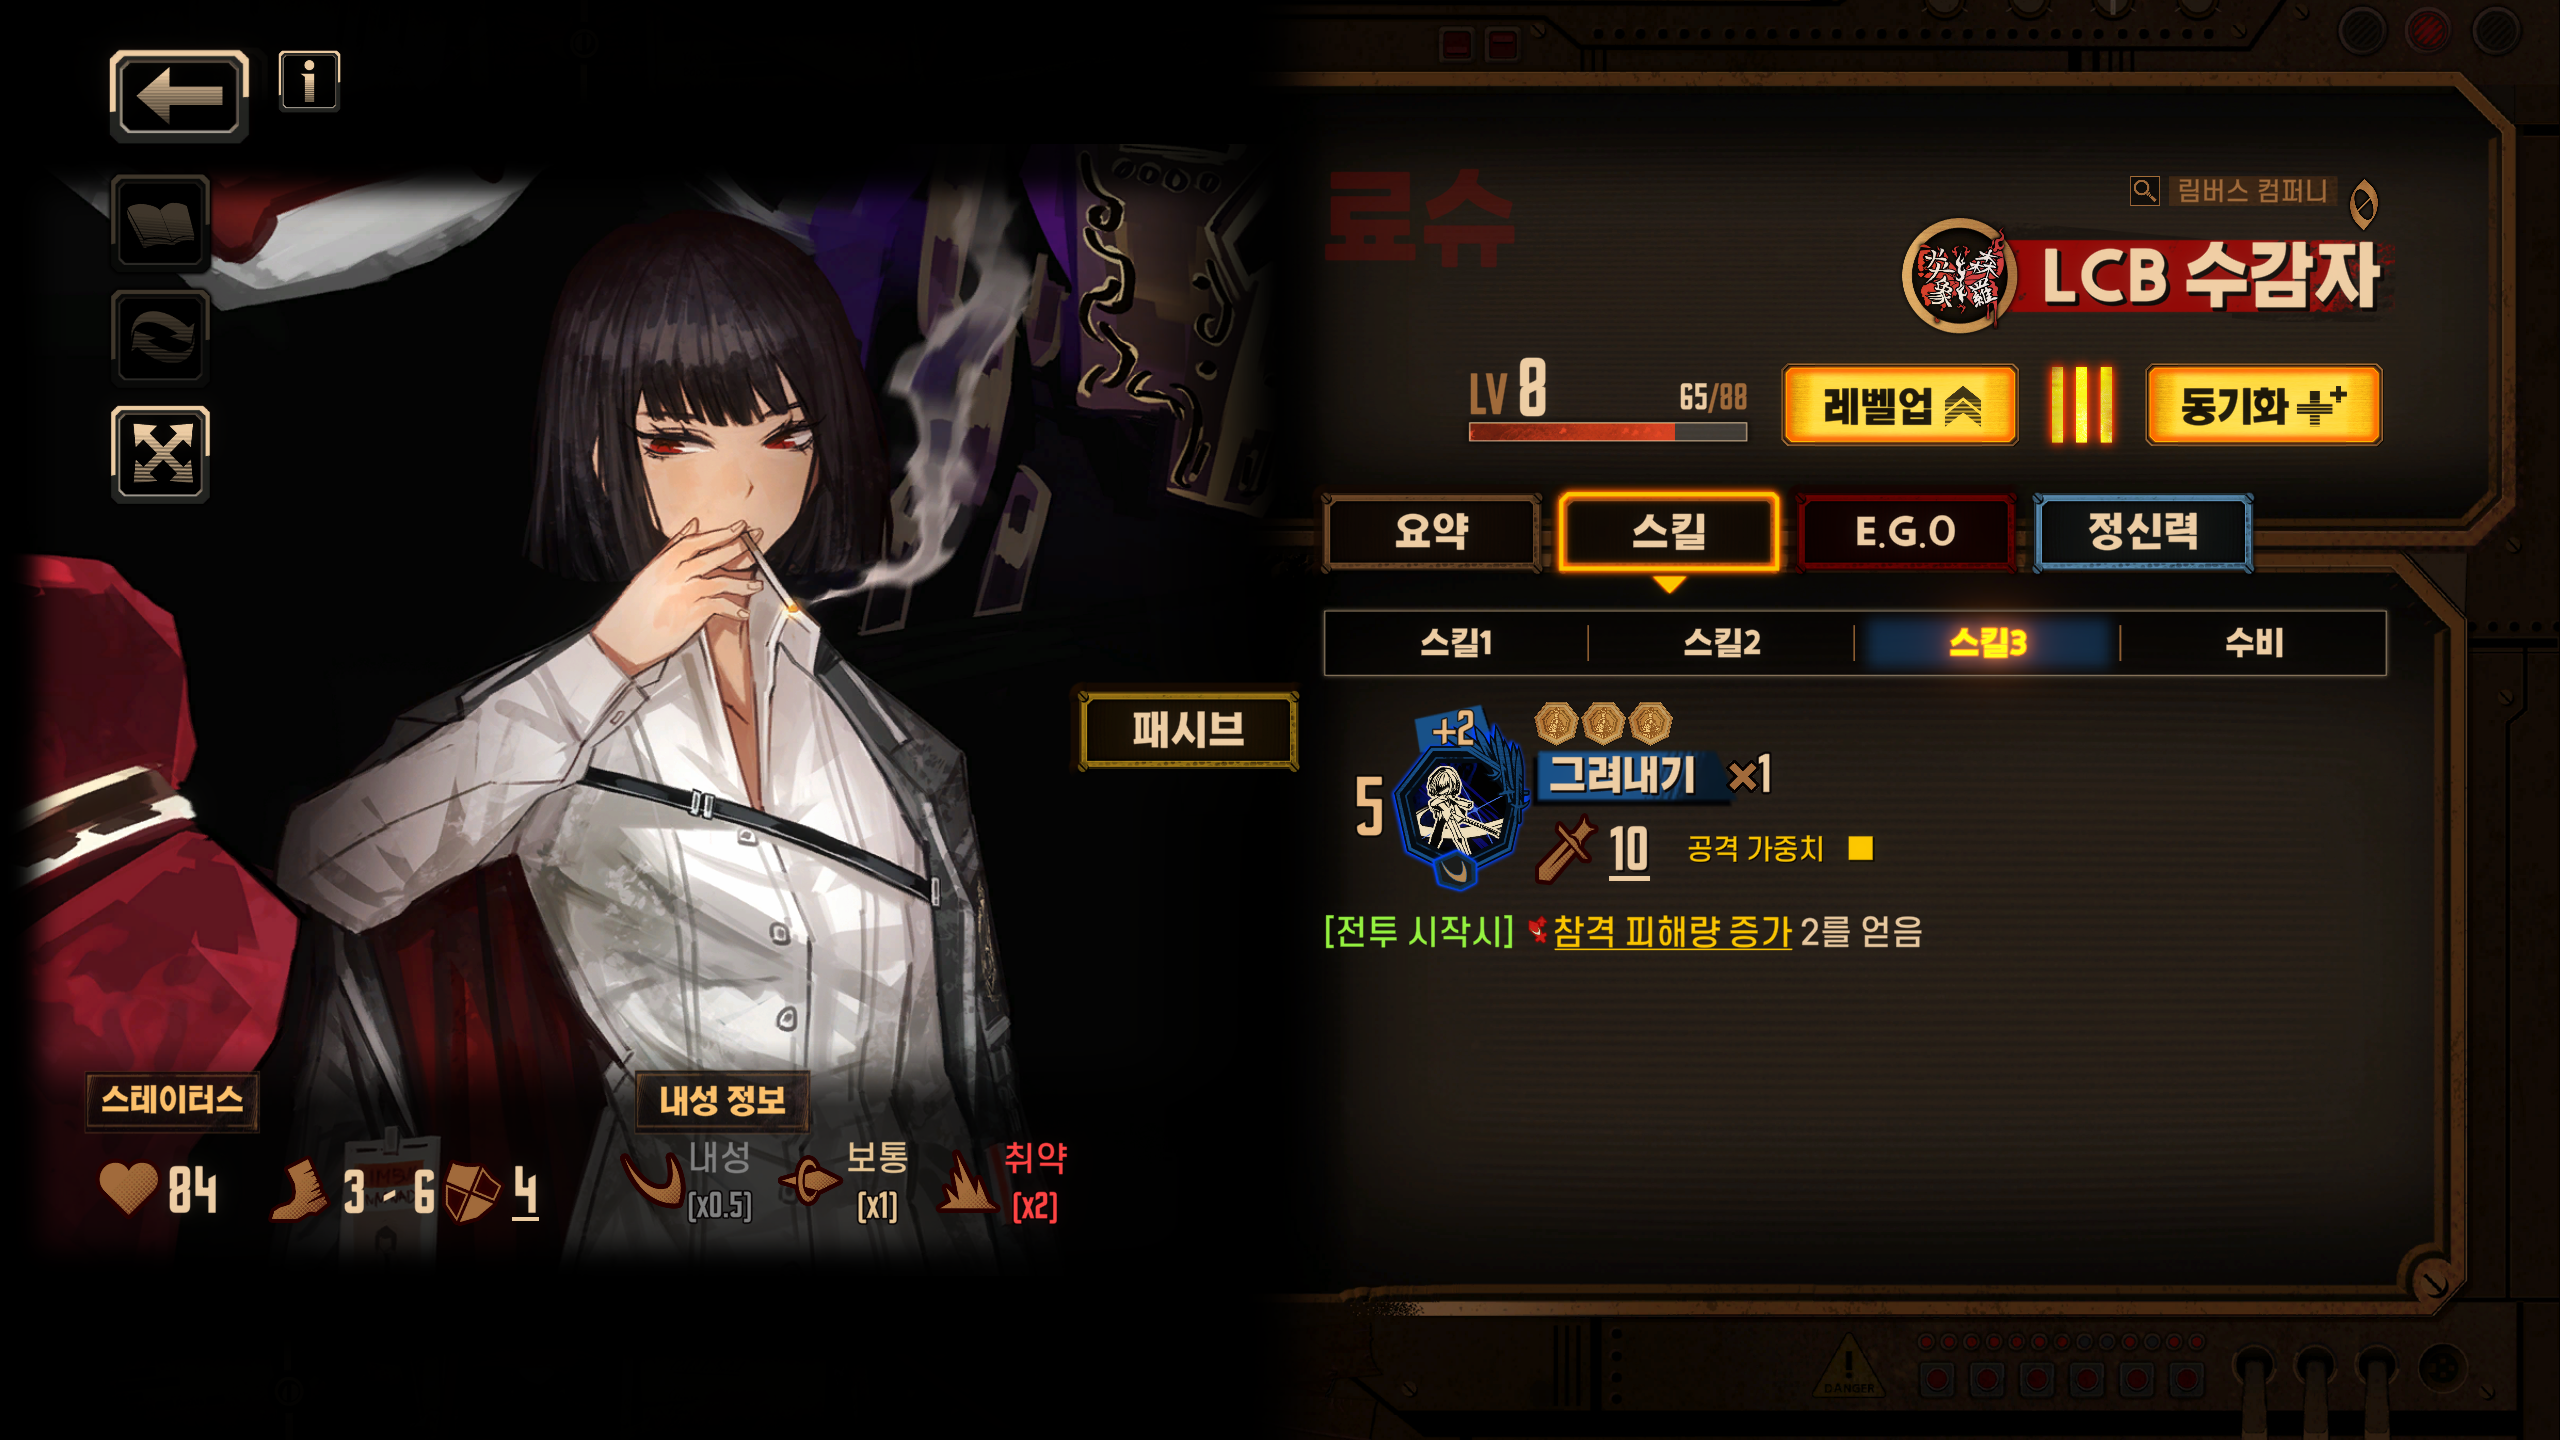 료슈
림버스 컴퍼니
LCB 수감자
LV 8
65/88
레벨업
동기화
요약
스킬
E.G.O
정신력
스킬1
스킬2
스킬3
수비
패시브
+2
5
그려내기 ×1
10
공격 가중치
[전투 시작시] 참격 피해량 증가 2를 얻음
스테이터스
84
3 - 6
4
내성 정보
내성
[x0.5]
보통
[x1]
취약
[x2]
DANGER